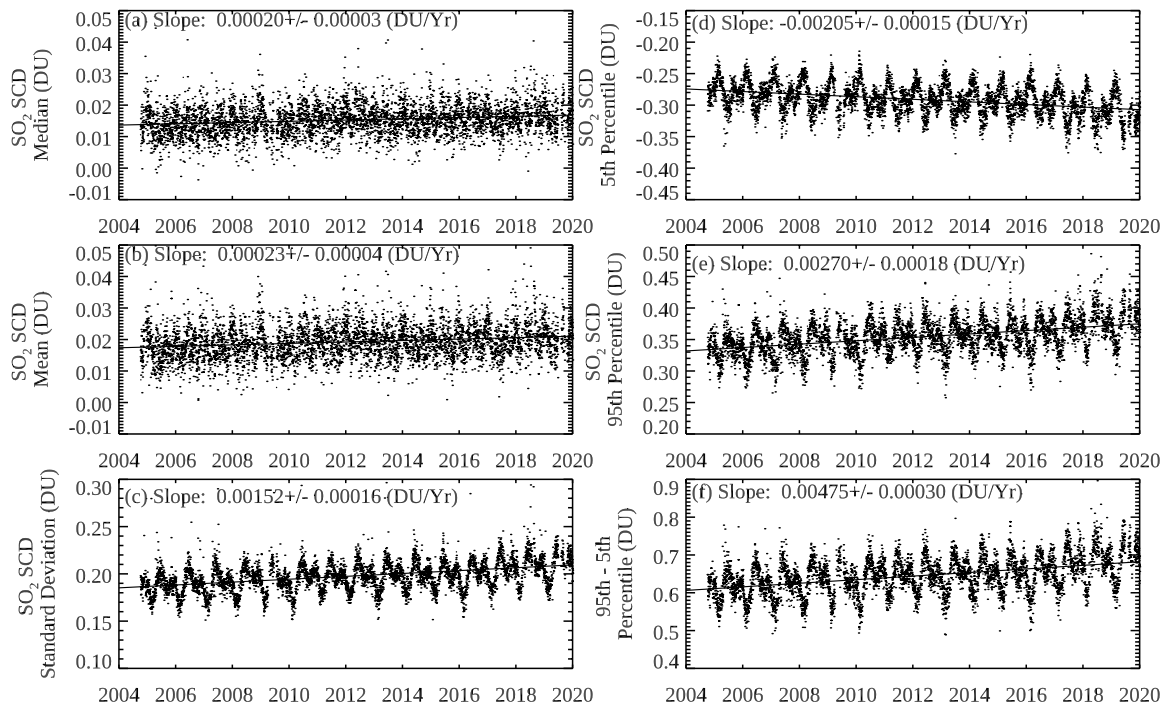 (a) Slope: 0.00020+/- 0.00003 (DU/Yr)
0.05
0.04
0.03
0.02
0.01
0.00
-0.01
SO2 SCD
Median (DU)
2004 2006 2008 2010 2012 2014 2016 2018 2020
(d) Slope: -0.00205+/- 0.00015 (DU/Yr)
-0.15
-0.20
-0.25
-0.30
-0.35
-0.40
-0.45
SO2 SCD
5th Percentile (DU)
2004 2006 2008 2010 2012 2014 2016 2018 2020
(b) Slope: 0.00023+/- 0.00004 (DU/Yr)
0.05
0.04
0.03
0.02
0.01
0.00
-0.01
SO2 SCD
Mean (DU)
2004 2006 2008 2010 2012 2014 2016 2018 2020
(e) Slope: 0.00270+/- 0.00018 (DU/Yr)
0.50
0.45
0.40
0.35
0.30
0.25
0.20
SO2 SCD
95th Percentile (DU)
2004 2006 2008 2010 2012 2014 2016 2018 2020
(c) Slope: 0.00152+/- 0.00016 (DU/Yr)
0.30
0.25
0.20
0.15
0.10
SO2 SCD
Standard Deviation (DU)
2004 2006 2008 2010 2012 2014 2016 2018 2020
(f) Slope: 0.00475+/- 0.00030 (DU/Yr)
0.9
0.8
0.7
0.6
0.5
0.4
95th - 5th
Percentile (DU)
2004 2006 2008 2010 2012 2014 2016 2018 2020